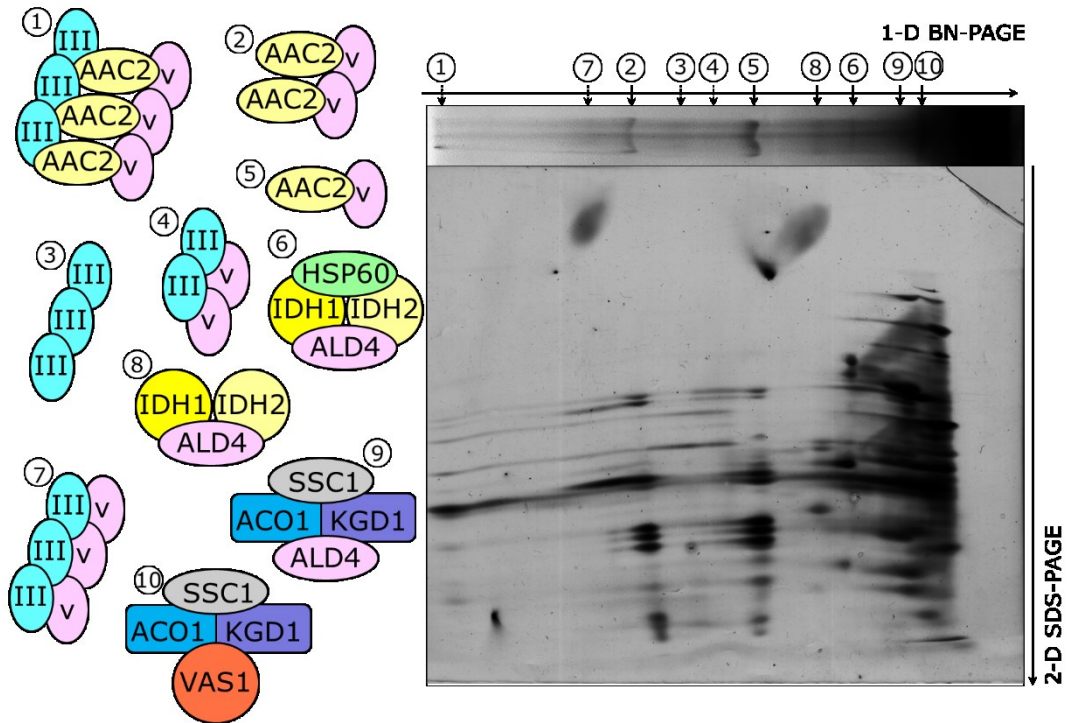 1
III
AAC2
V
III
AAC2
V
III
AAC2
V
2
AAC2
V
AAC2
V
5
AAC2
V
3
III
III
III
4
III
III
V
V
6
HSP60
IDH1 IDH2
ALD4
8
IDH1 IDH2
ALD4
7
III V
III V
III V
9
SSC1
ACO1 KGD1
ALD4
10
SSC1
ACO1 KGD1
VAS1
1-D BN-PAGE
1 7 2 3 4 5 8 6 9 10
2-D SDS-PAGE